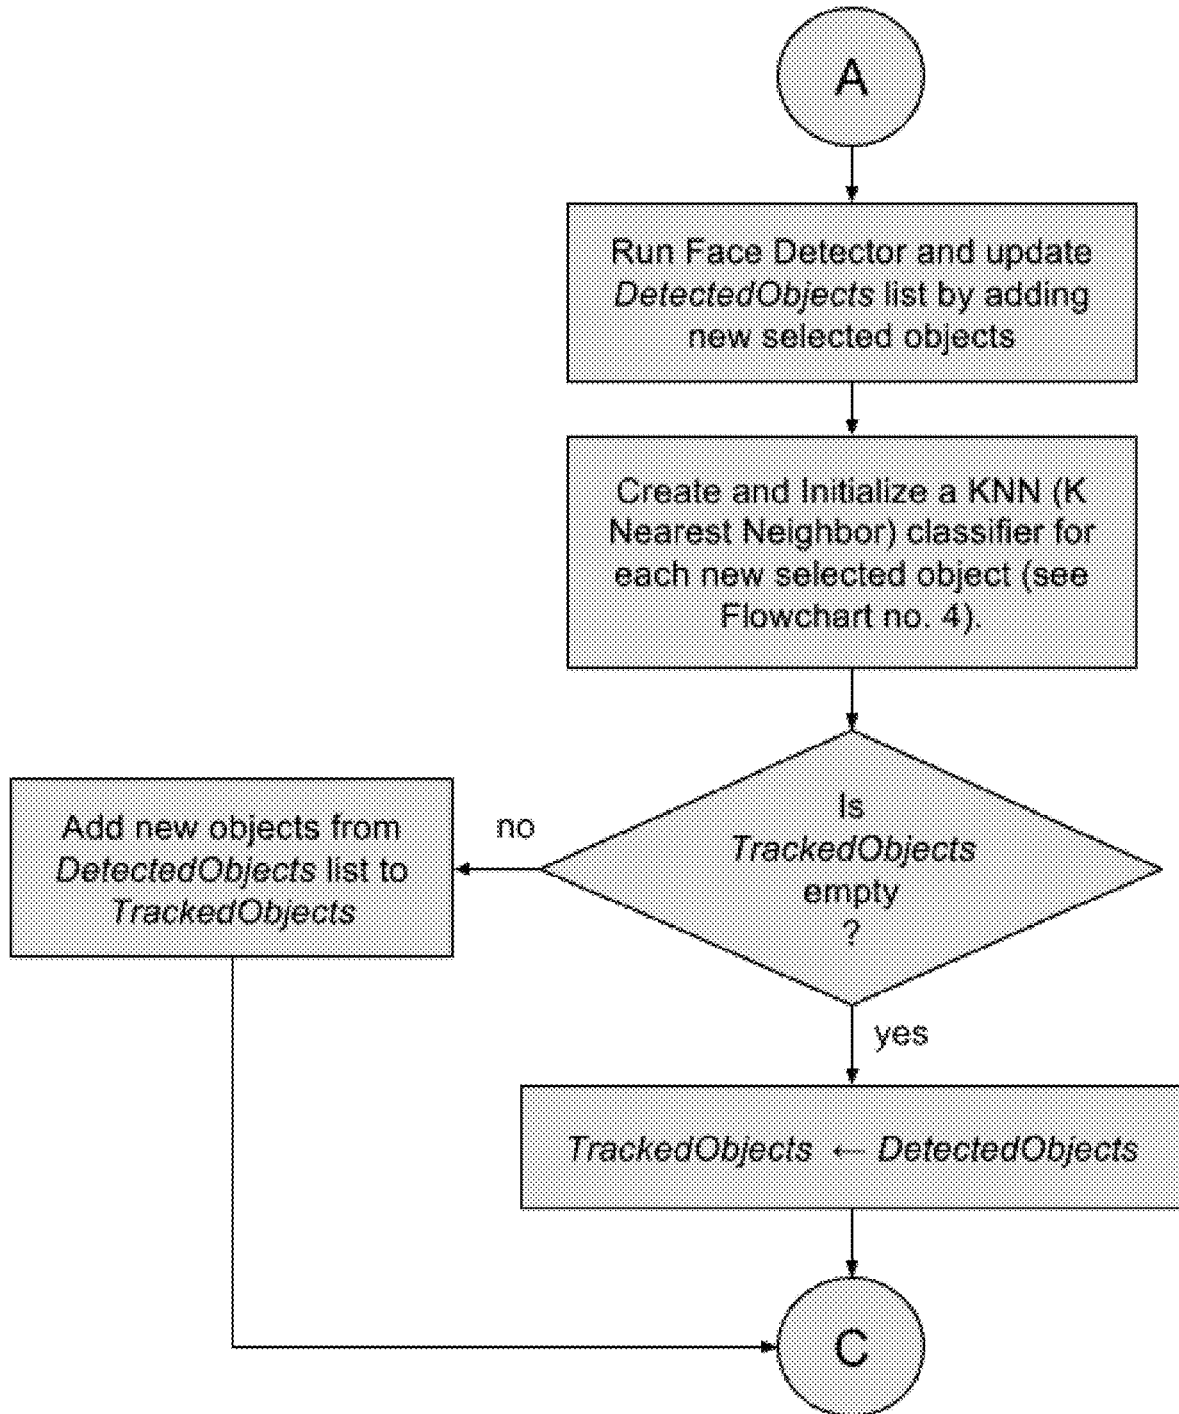 A
Run Face Detector and update
DetectedObjects list by adding
new selected objects
Create and Initialize a KNN (K
Nearest Neighbor) classifier for
each new selected object (see
Flowchart no. 4).
Is
TrackedObjects
empty
?
no
Add new objects from
DetectedObjects list to
TrackedObjects
yes
TrackedObjects ← DetectedObjects
C